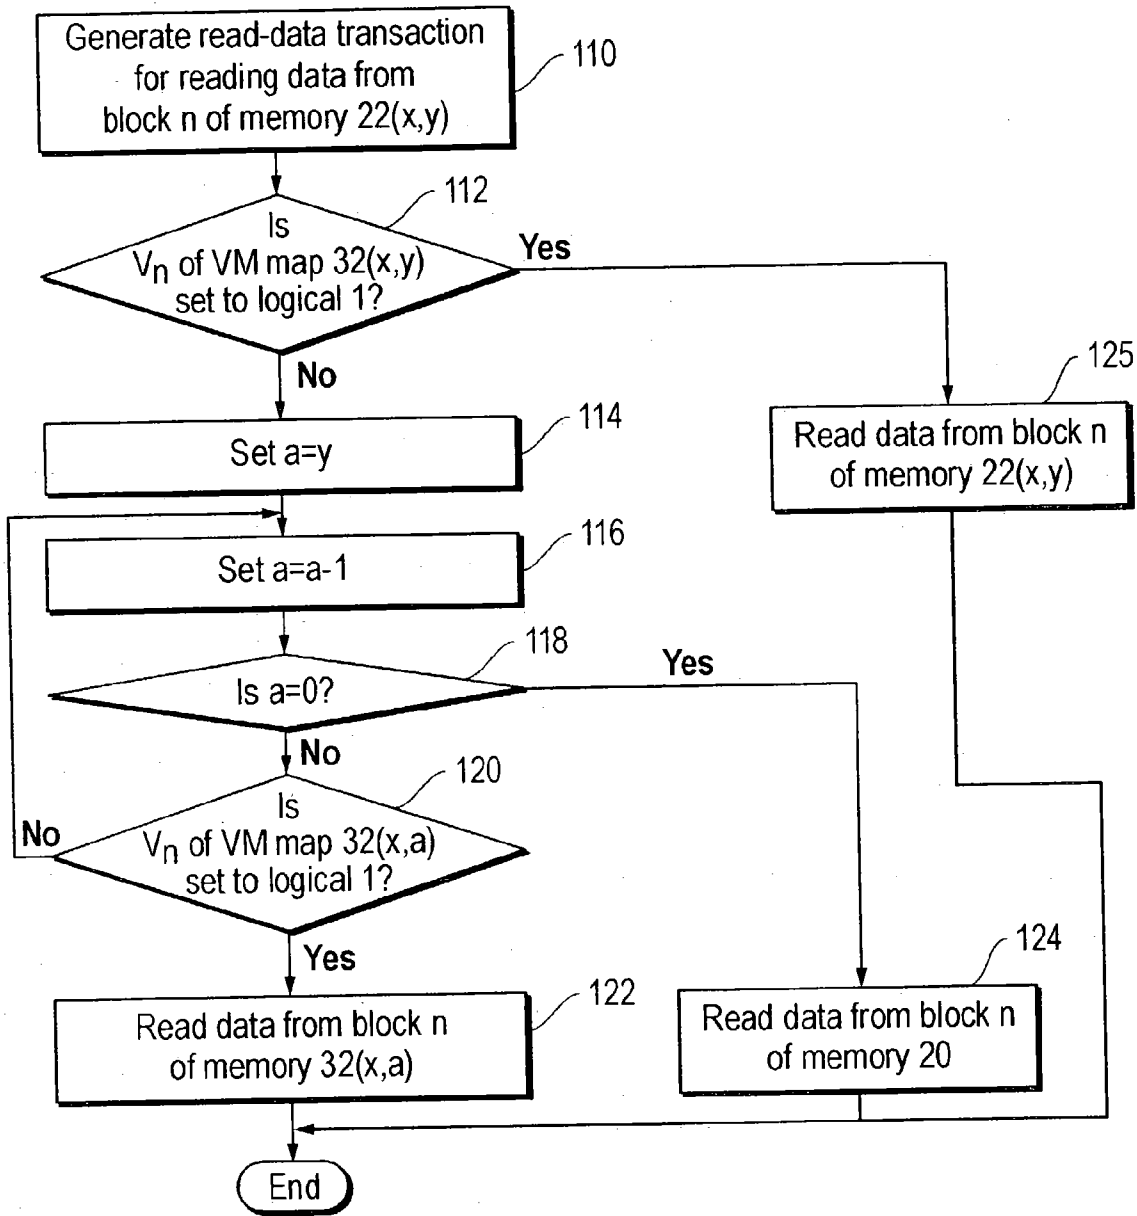 Generate read-data transaction
for reading data from
block n of memory 22(x,y)
110
112
Is
Vn of VM map 32(x,y)
set to logical 1?
Yes
No
125
114
Set a=y
Read data from block n
of memory 22(x,y)
116
Set a=a-1
118
Is a=0?
Yes
No
120
Is
Vn of VM map 32(x,a)
set to logical 1?
No
Yes
124
122
Read data from block n
of memory 32(x,a)
Read data from block n
of memory 20
End